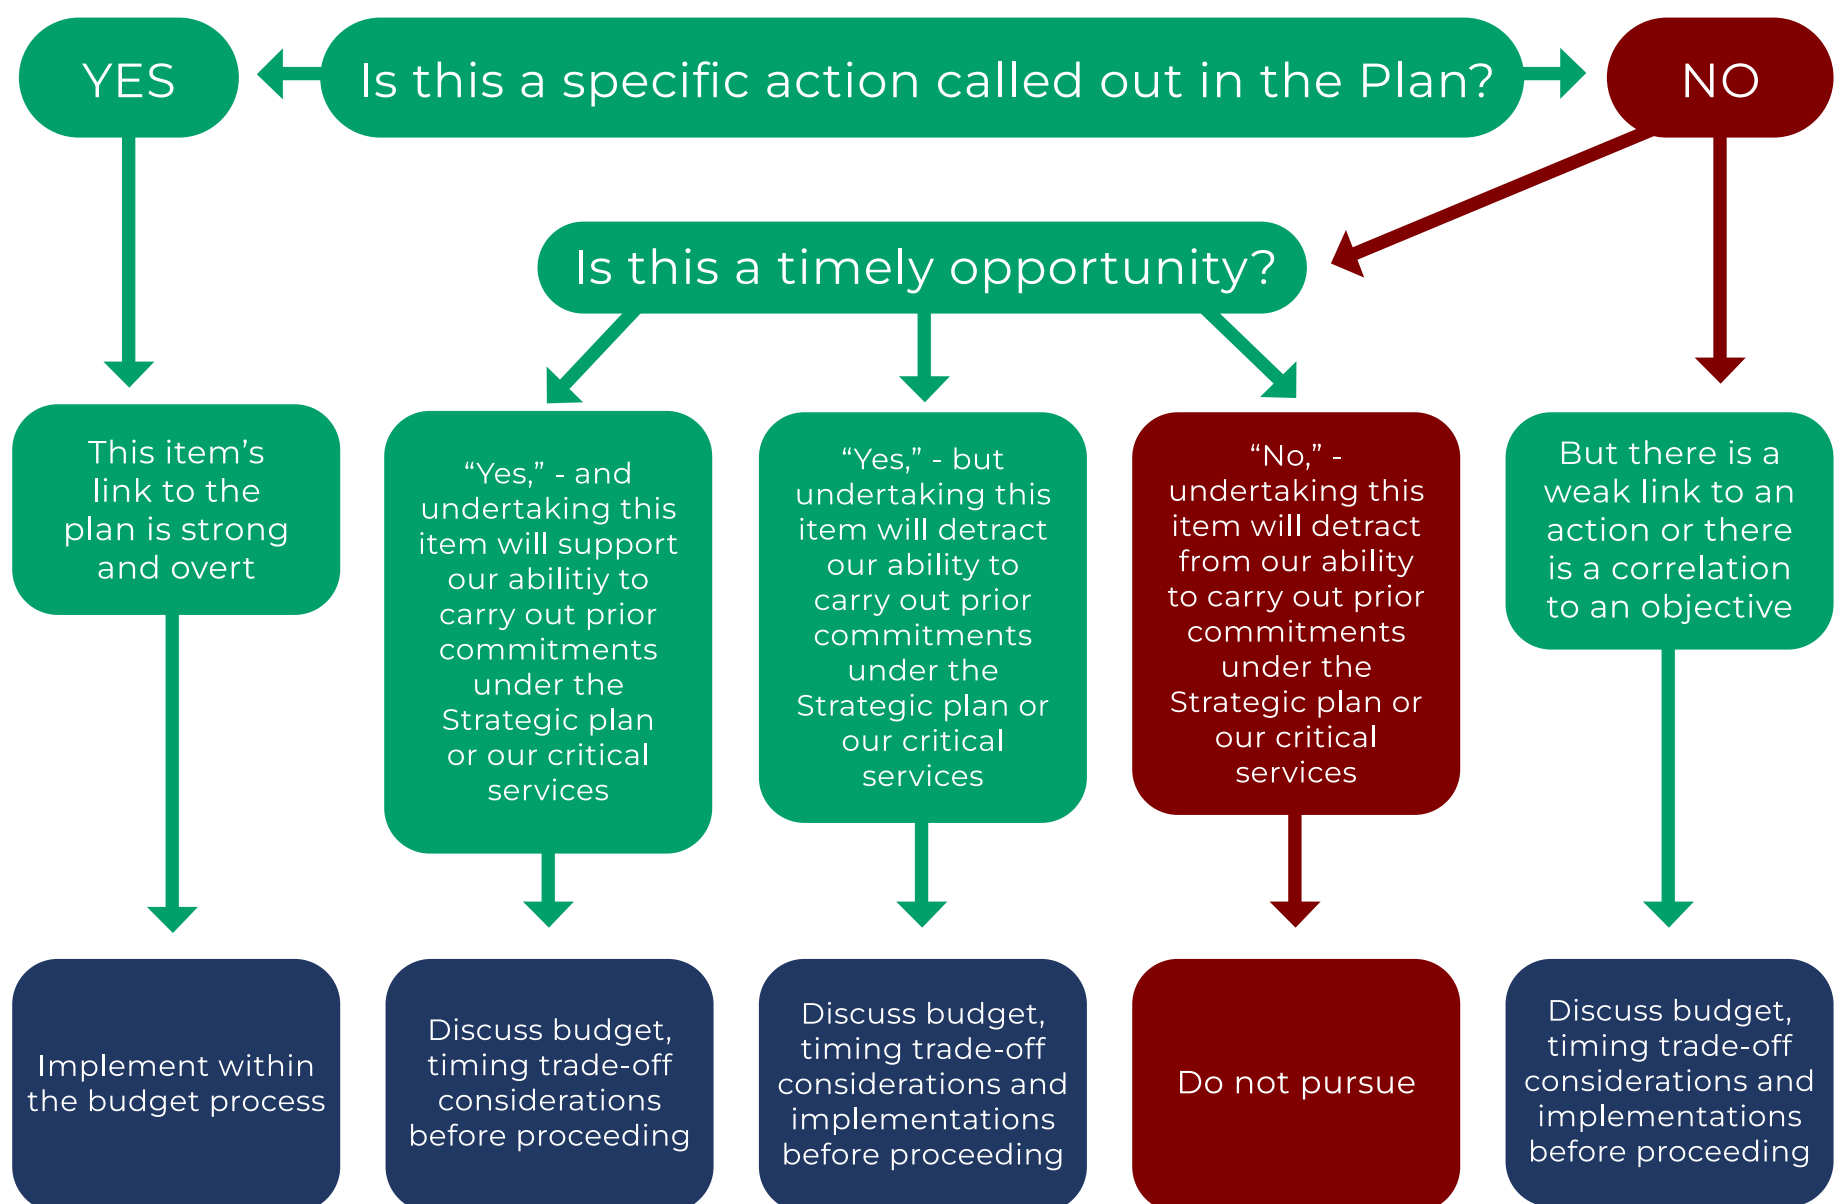 YES
Is this a specific action called out in the Plan?
NO
Is this a timely opportunity?
This item’s
link to the
plan is strong
and overt
“Yes,” - and
undertaking this
item will support
our abilitiy to
carry out prior
commitments
under the
Strategic plan
or our critical
services
“Yes,” - but
undertaking this
item will detract
our ability to
carry out prior
commitments
under the
Strategic plan or
our critical
services
“No,” -
undertaking this
item will detract
from our ability
to carry out prior
commitments
under the
Strategic plan or
our critical
services
But there is a
weak link to an
action or there
is a correlation
to an objective
Implement within
the budget process
Discuss budget,
timing trade-off
considerations
before proceeding
Discuss budget,
timing trade-off
considerations and
implementations
before proceeding
Do not pursue
Discuss budget,
timing trade-off
considerations and
implementations
before proceeding